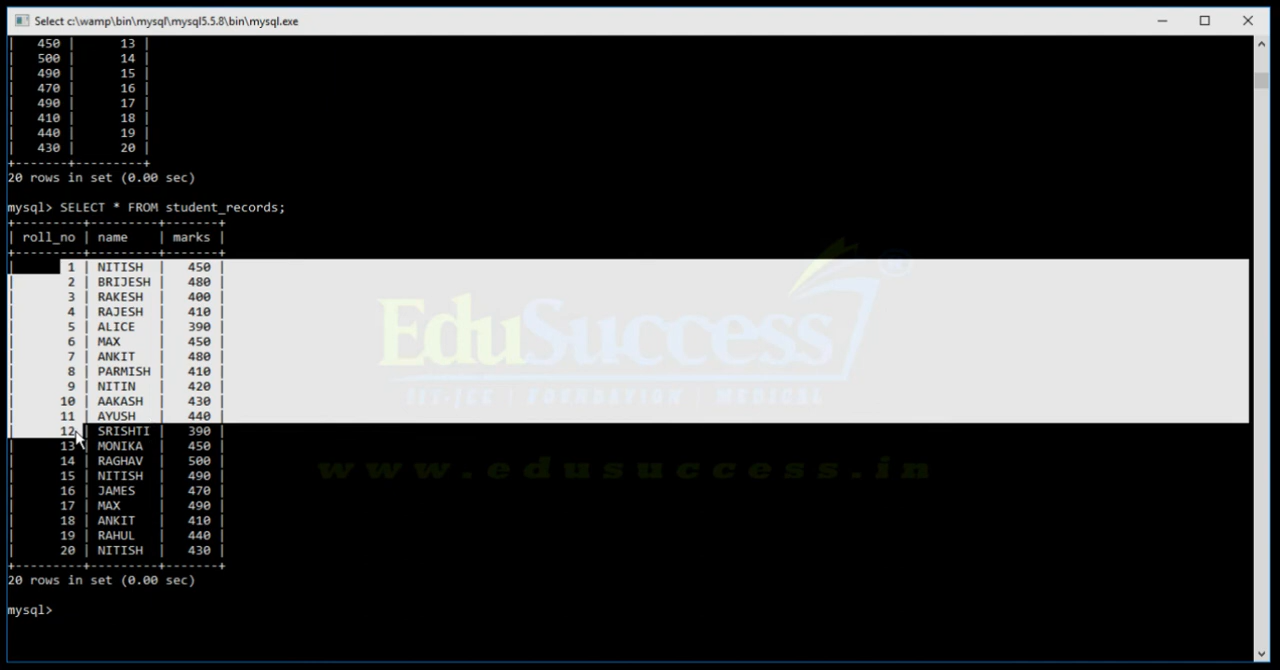 Select c:\wamp\bin\mysql\mysql5.5.8\bin\mysql.exe
| 450 | 13 |
| 500 | 14 |
| 490 | 15 |
| 470 | 16 |
| 490 | 17 |
| 410 | 18 |
| 440 | 19 |
| 430 | 20 |
+-------+---------+
20 rows in set (0.00 sec)
mysql> SELECT * FROM student_records;
+---------+---------+-------+
| roll_no | name | marks |
+---------+---------+-------+
| 1 | NITISH | 450 |
| 2 | BRIJESH | 480 |
| 3 | RAKESH | 400 |
| 4 | RAJESH | 410 |
| 5 | ALICE | 390 |
| 6 | MAX | 450 |
| 7 | ANKIT | 480 |
| 8 | PARMISH | 410 |
| 9 | NITIN | 420 |
| 10 | AAKASH | 430 |
| 11 | AYUSH | 440 |
| 12 | SRISHTI | 390 |
| 13 | MONIKA | 450 |
| 14 | RAGHAV | 500 |
| 15 | NITISH | 490 |
| 16 | JAMES | 470 |
| 17 | MAX | 490 |
| 18 | ANKIT | 410 |
| 19 | RAHUL | 440 |
| 20 | NITISH | 430 |
+---------+---------+-------+
20 rows in set (0.00 sec)
mysql>
EduSuccess ®
IIT-JEE | FOUNDATION | MEDICAL
www.edusuccess.in